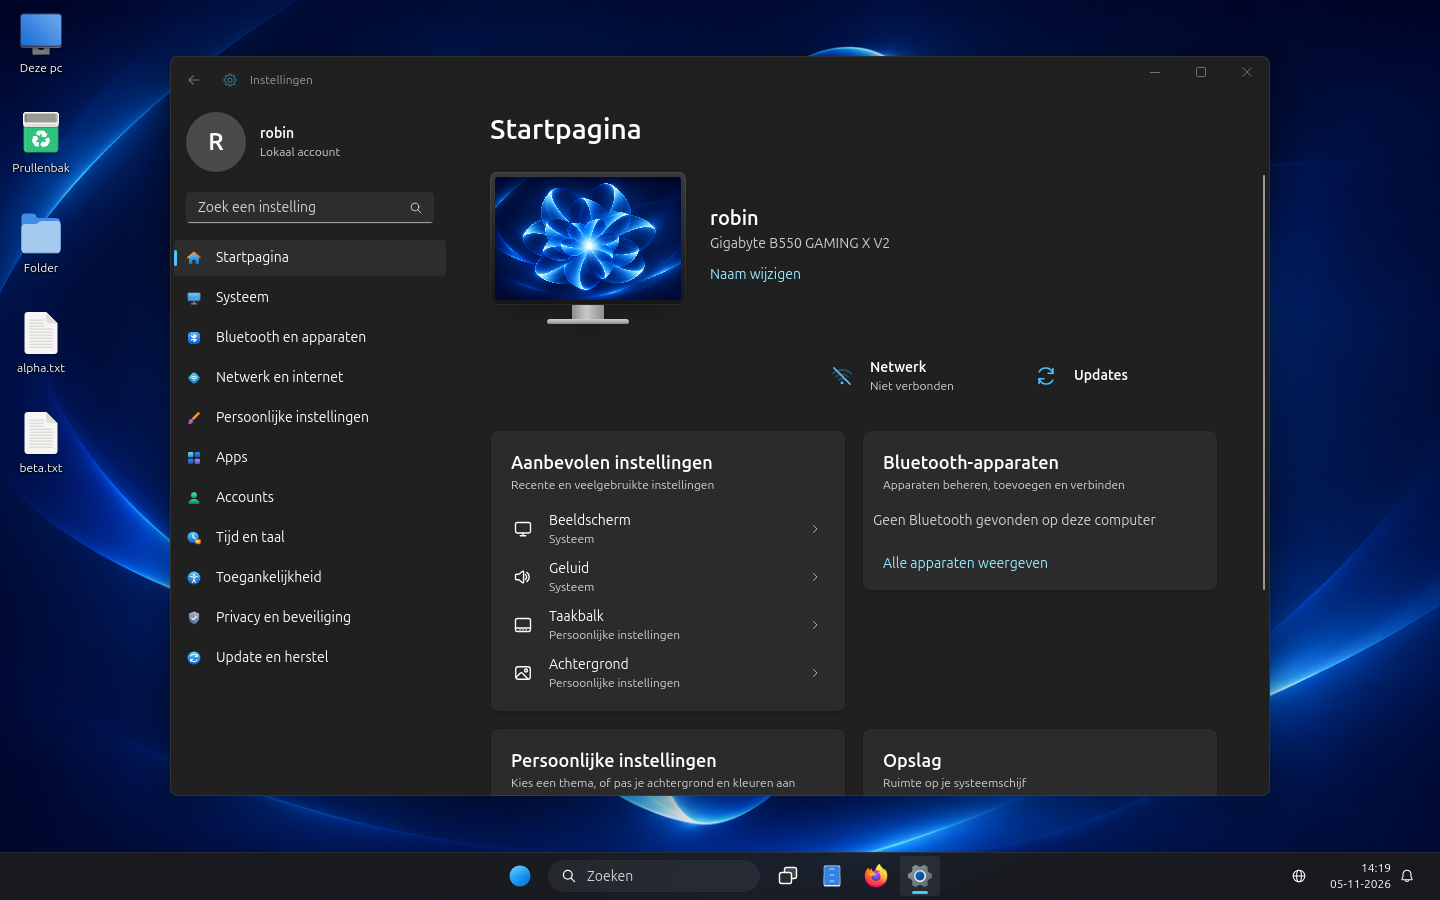 Deze pc
Prullenbak
Folder
alpha.txt
beta.txt
Instellingen
R
robin
Lokaal account
Zoek een instelling
Startpagina
Systeem
Bluetooth en apparaten
Netwerk en internet
Persoonlijke instellingen
Apps
Accounts
Tijd en taal
Toegankelijkheid
Privacy en beveiliging
Update en herstel
Startpagina
robin
Gigabyte B550 GAMING X V2
Naam wijzigen
Netwerk
Niet verbonden
Updates
Aanbevolen instellingen
Recente en veelgebruikte instellingen
Beeldscherm
Systeem
Geluid
Systeem
Taakbalk
Persoonlijke instellingen
Achtergrond
Persoonlijke instellingen
Bluetooth-apparaten
Apparaten beheren, toevoegen en verbinden
Geen Bluetooth gevonden op deze computer
Alle apparaten weergeven
Persoonlijke instellingen
Kies een thema, of pas je achtergrond en kleuren aan
Opslag
Ruimte op je systeemschijf
Zoeken
14:19
05-11-2026